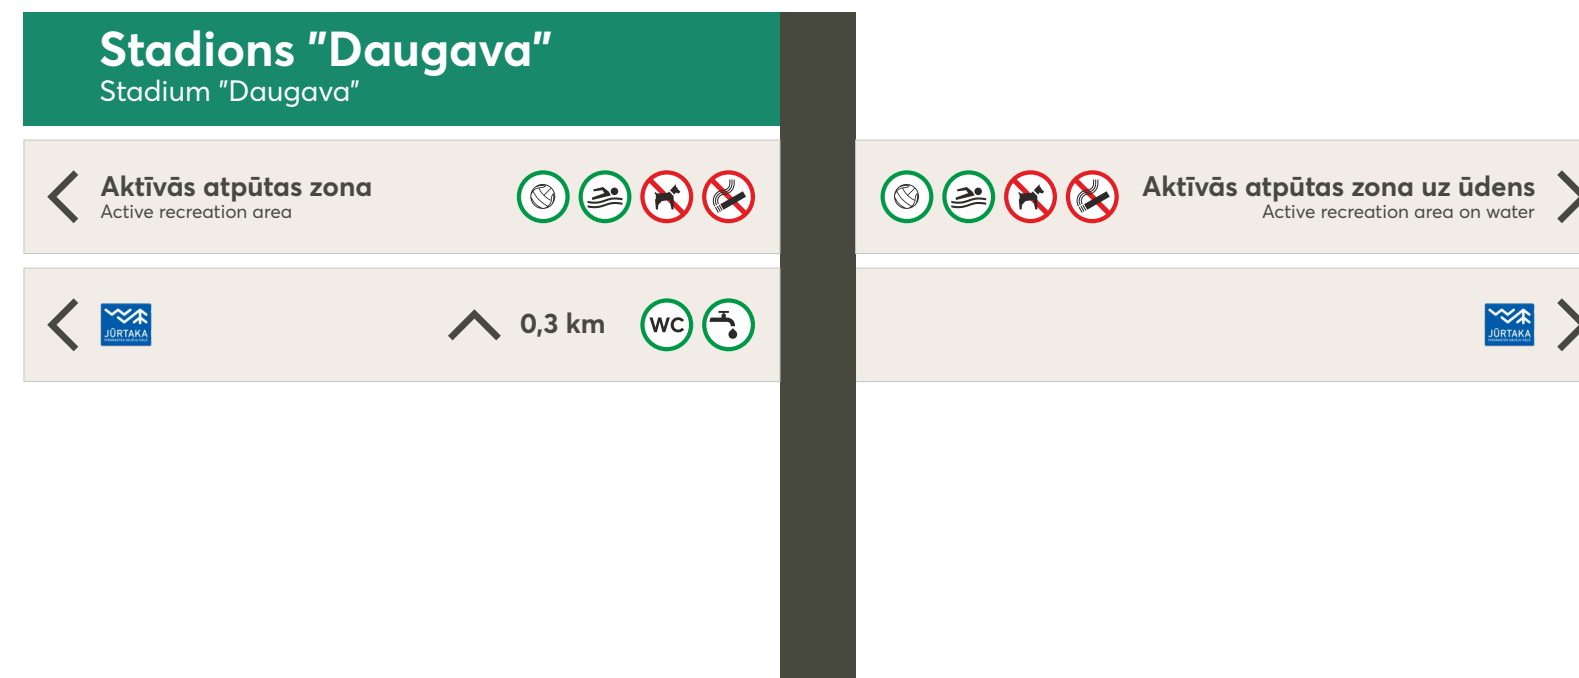 Stadions "Daugava"
Stadium "Daugava"
Aktīvās atpūtas zona
Active recreation area
Aktīvās atpūtas zona uz ūdens
Active recreation area on water
JŪRTAKA
0,3 km
WC
JŪRTAKA